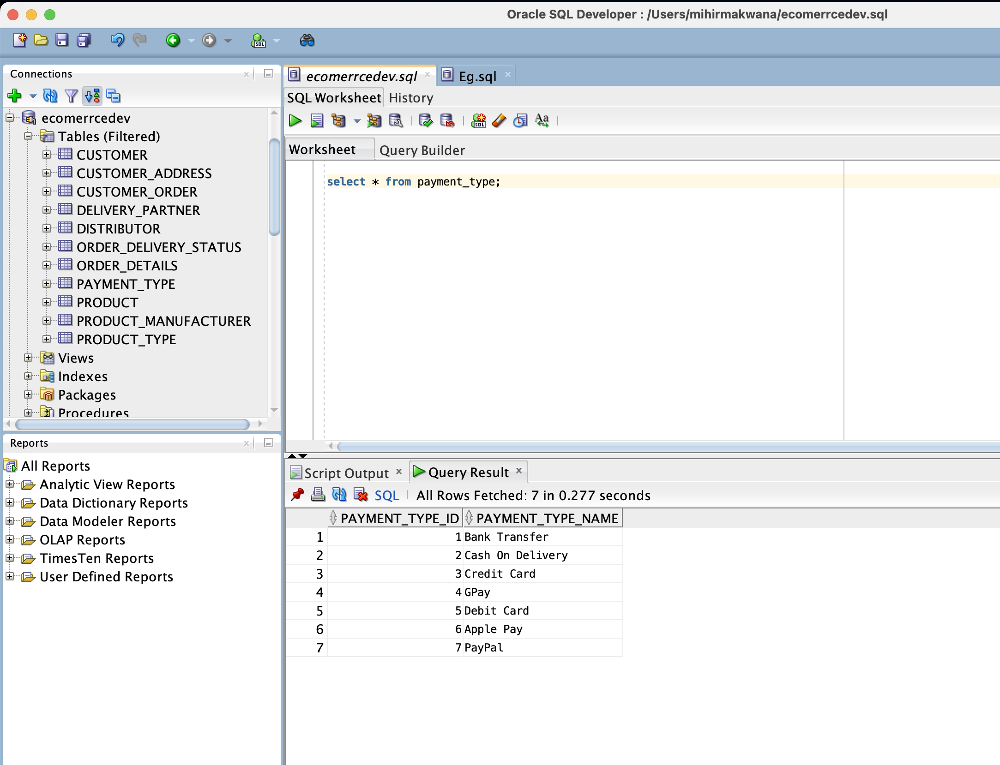 Oracle SQL Developer : /Users/mihirmakwana/ecomerrcedev.sql
SQL
Connections
ecomerrcedev
Tables (Filtered)
CUSTOMER
CUSTOMER_ADDRESS
CUSTOMER_ORDER
DELIVERY_PARTNER
DISTRIBUTOR
ORDER_DELIVERY_STATUS
ORDER_DETAILS
PAYMENT_TYPE
PRODUCT
PRODUCT_MANUFACTURER
PRODUCT_TYPE
Views
Indexes
Packages
Procedures
Reports
All Reports
Analytic View Reports
Data Dictionary Reports
Data Modeler Reports
OLAP Reports
TimesTen Reports
User Defined Reports
ecomerrcedev.sql Eg.sql
SQL Worksheet History
SQL Aa
Worksheet Query Builder
select * from payment_type;
Script Output Query Result
SQL All Rows Fetched: 7 in 0.277 seconds
PAYMENT_TYPE_ID PAYMENT_TYPE_NAME
1 1 Bank Transfer
2 2 Cash On Delivery
3 3 Credit Card
4 4 GPay
5 5 Debit Card
6 6 Apple Pay
7 7 PayPal